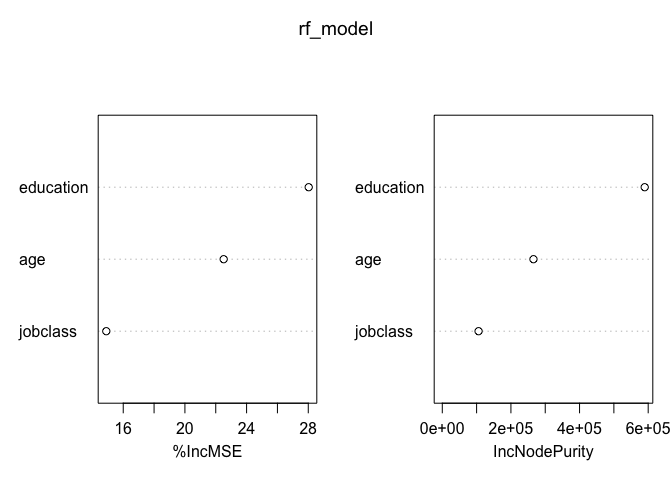 rf_model
education
age
jobclass
16 20 24 28
%IncMSE
education
age
jobclass
0e+00 2e+05 4e+05 6e+05
IncNodePurity